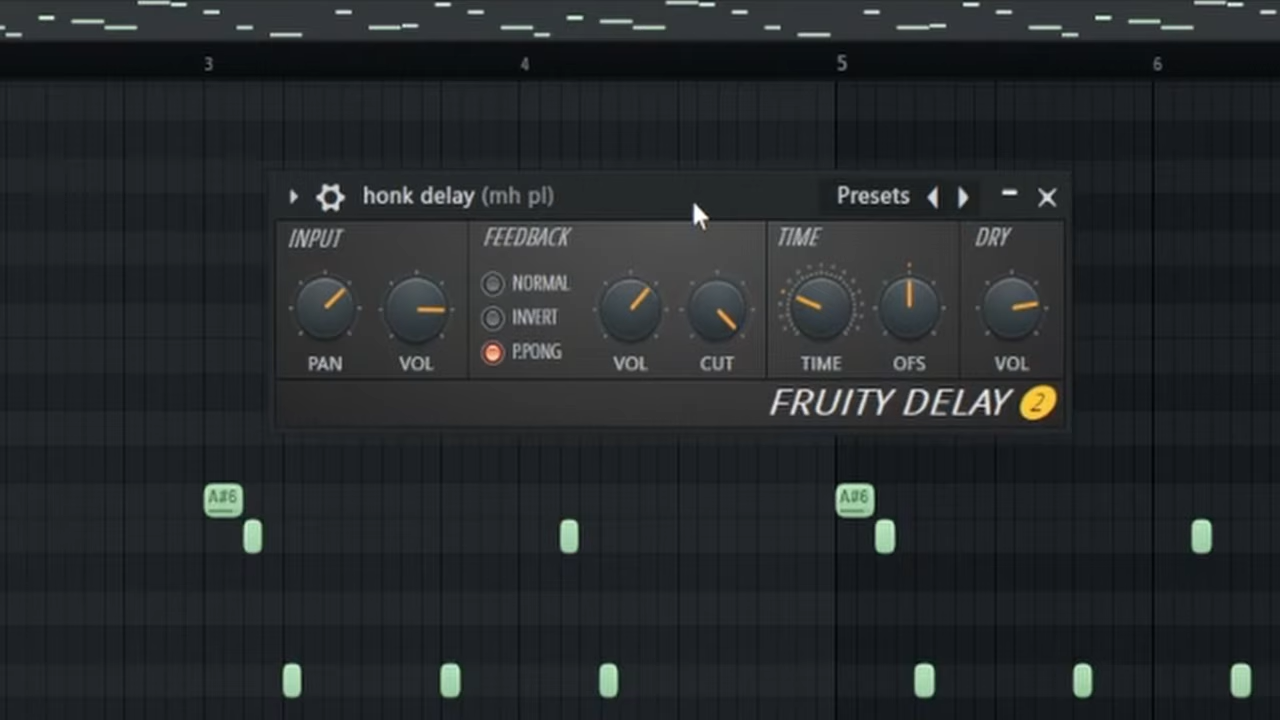 3 4 5 6
honk delay (mh pl) Presets
INPUT FEEDBACK TIME DRY
NORMAL
INVERT
P.PONG
PAN VOL VOL CUT TIME OFS VOL
FRUITY DELAY 2
A#6 A#6